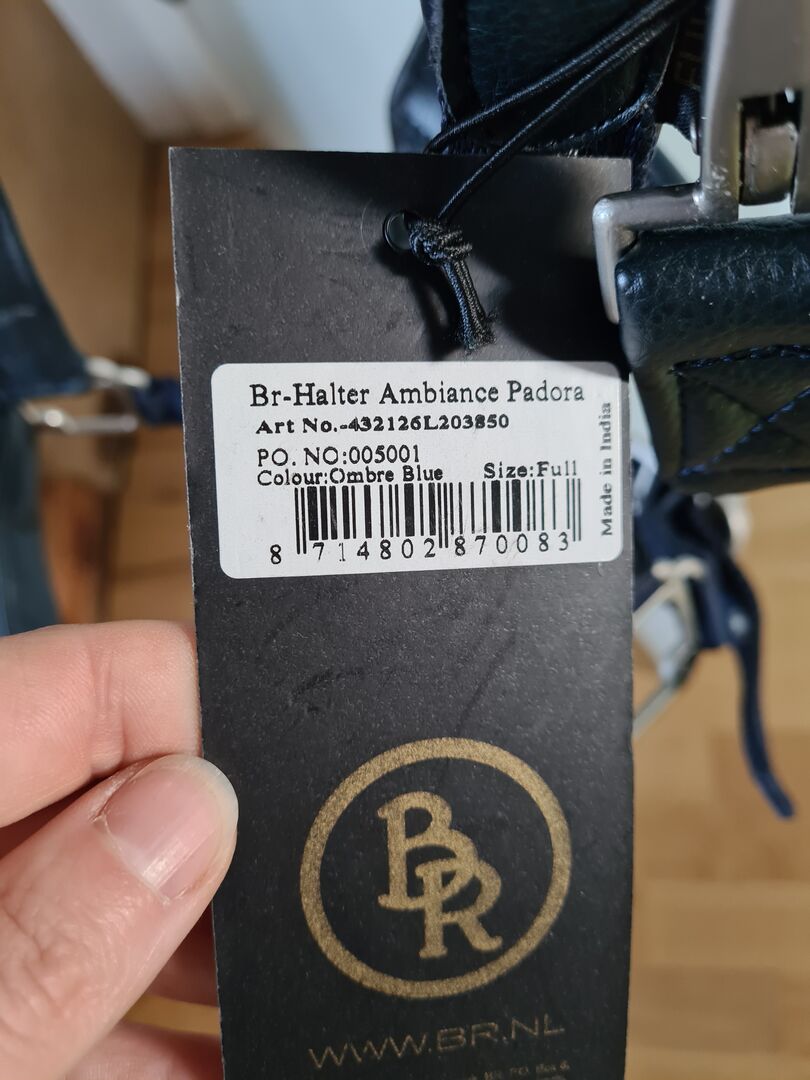 Br-Halter Ambiance Padora
Art No.-432126L203850
PO. NO:005001
Colour:Ombre Blue Size:Full
Made in India
8 714802 870083
BR
WWW.BR.NL